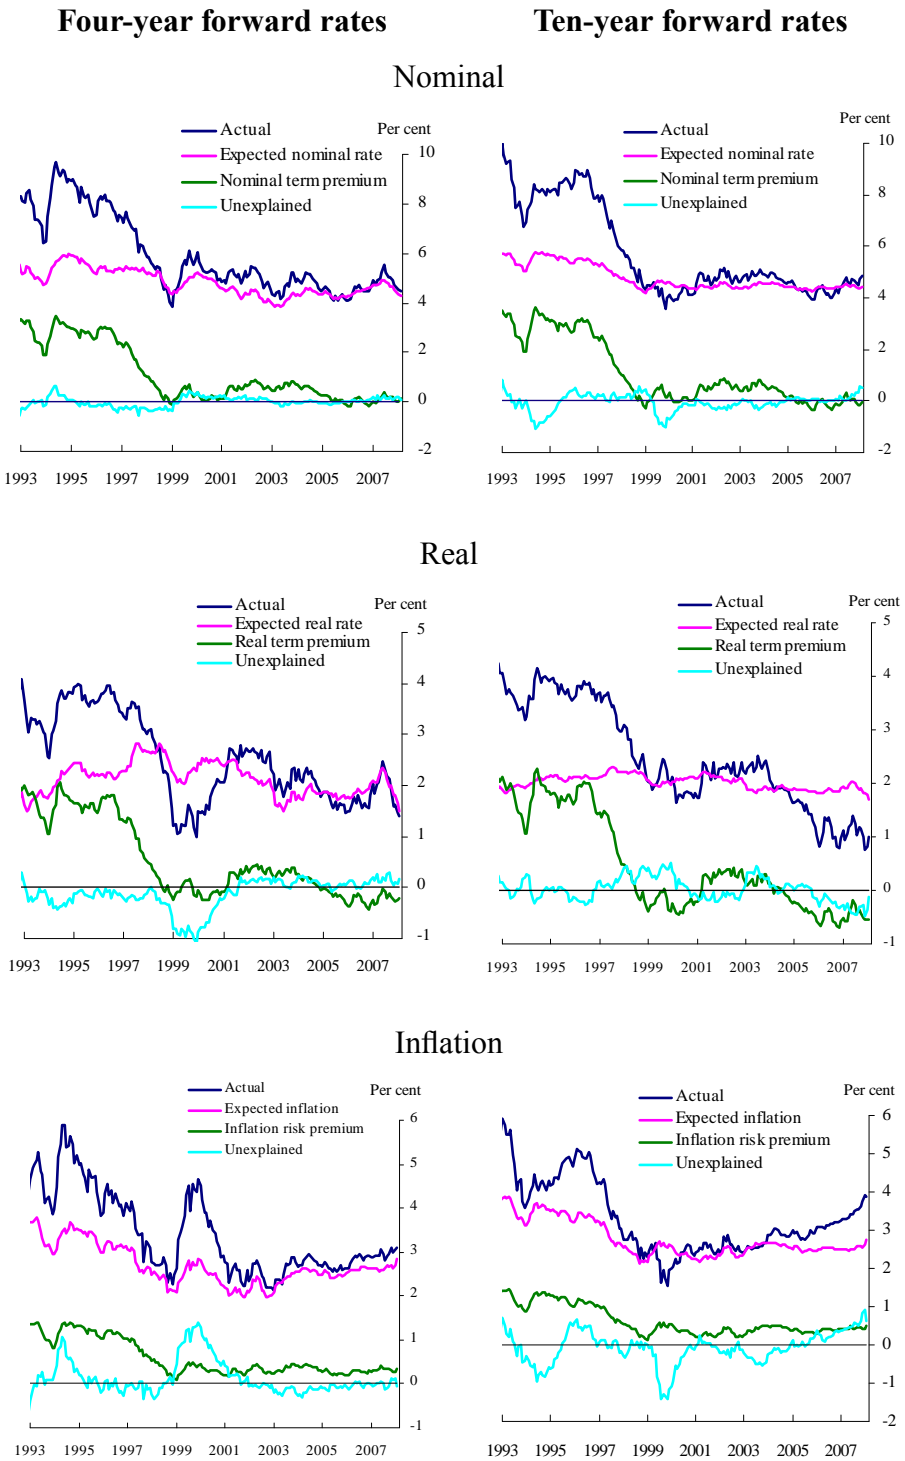 Four-year forward rates
Ten-year forward rates
Nominal
Actual
Expected nominal rate
Nominal term premium
Unexplained
Per cent
10
8
6
4
2
0
-2
1993 1995 1997 1999 2001 2003 2005 2007
Actual
Expected nominal rate
Nominal term premium
Unexplained
Per cent
10
8
6
4
2
0
-2
1993 1995 1997 1999 2001 2003 2005 2007
Real
Actual
Expected real rate
Real term premium
Unexplained
Per cent
5
4
3
2
1
0
-1
1993 1995 1997 1999 2001 2003 2005 2007
Actual
Expected real rate
Real term premium
Unexplained
Per cent
5
4
3
2
1
0
-1
1993 1995 1997 1999 2001 2003 2005 2007
Inflation
Actual
Expected inflation
Inflation risk premium
Unexplained
Per cent
6
5
4
3
2
1
0
-1
1993 1995 1997 1999 2001 2003 2005 2007
Actual
Expected inflation
Inflation risk premium
Unexplained
Per cent
6
5
4
3
2
1
0
-1
-2
1993 1995 1997 1999 2001 2003 2005 2007